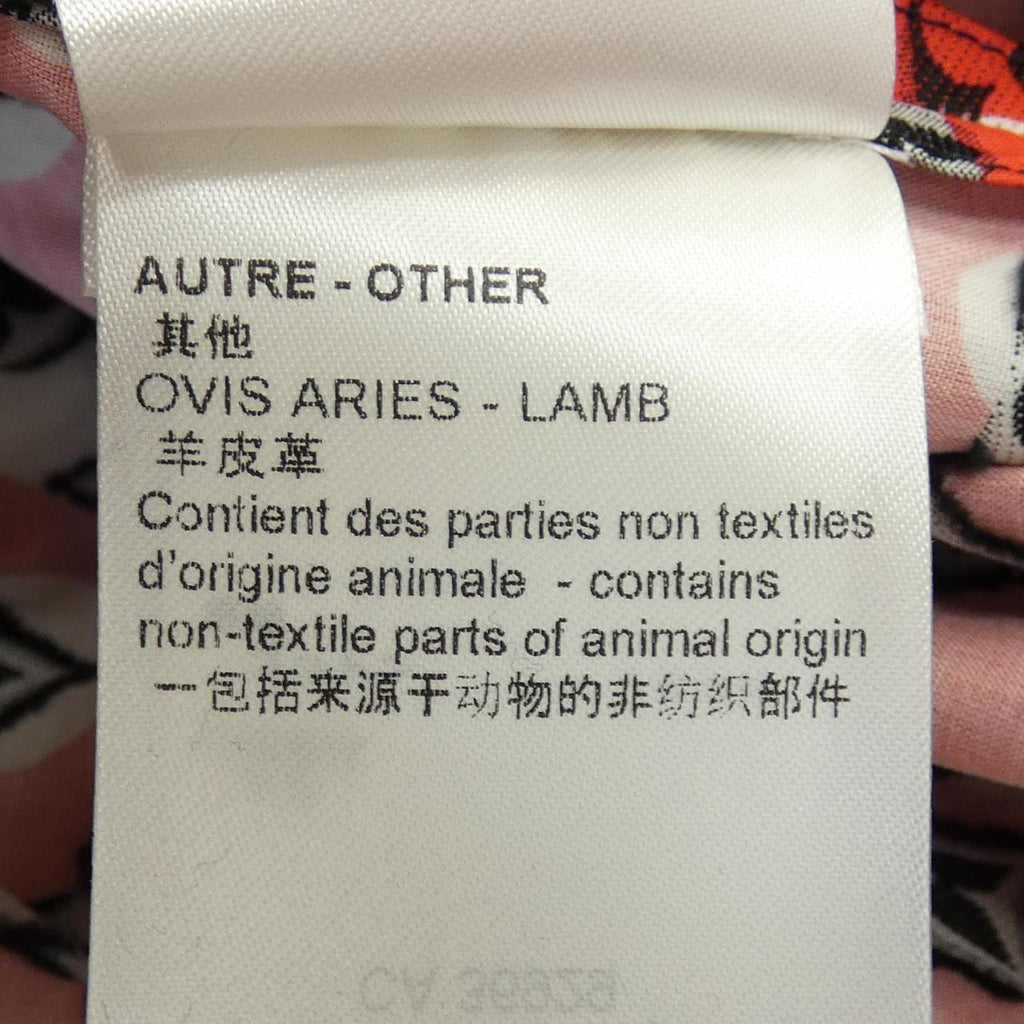 AUTRE - OTHER
其他
OVIS ARIES - LAMB
羊皮革
Contient des parties non textiles
d'origine animale - contains
non-textile parts of animal origin
一包括来源于动物的非纺织部件
CA 36929